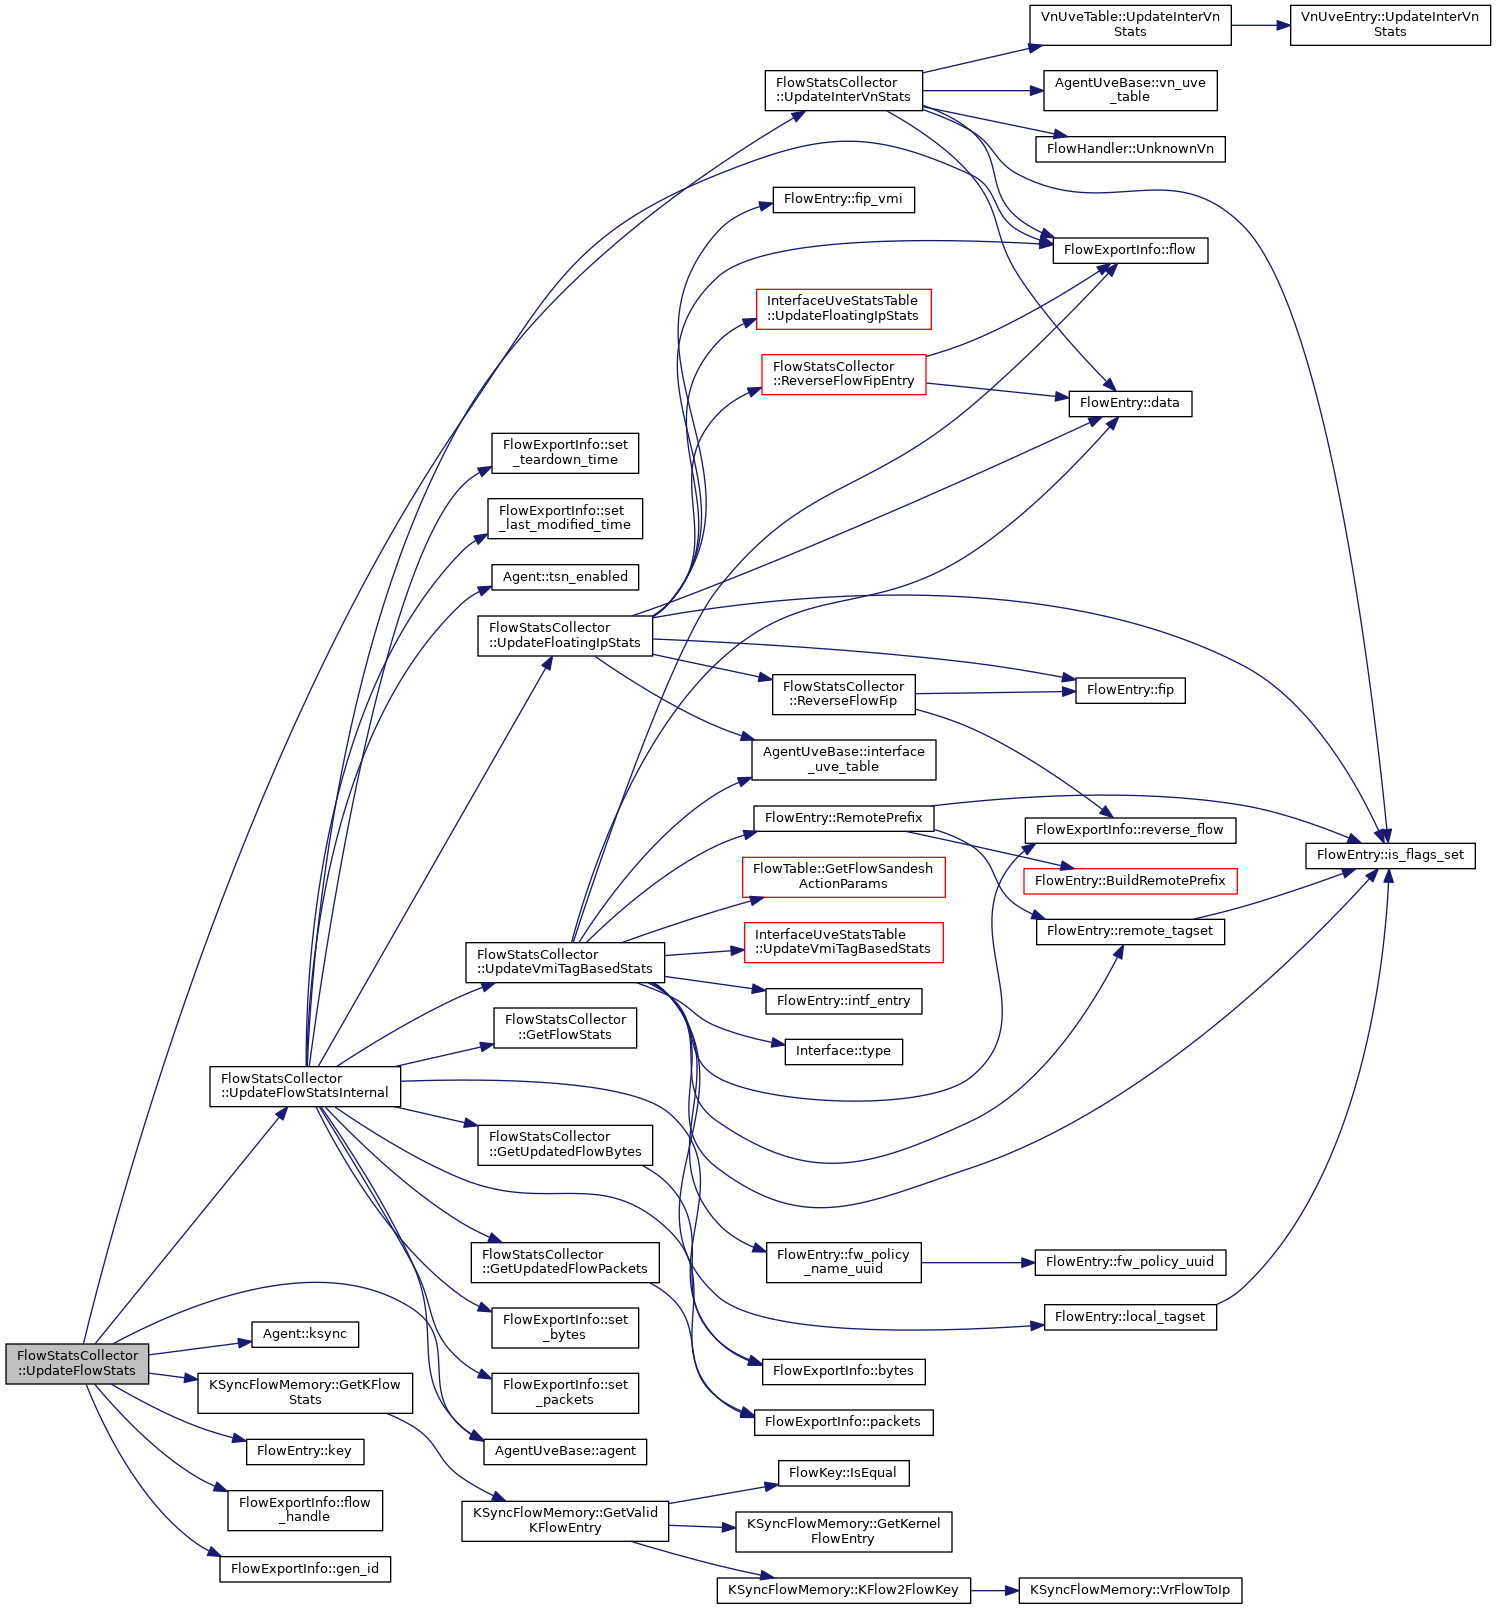 VnUveTable::UpdateInterVn
Stats
VnUveEntry::UpdateInterVn
Stats
FlowStatsCollector
::UpdateInterVnStats
AgentUveBase::vn_uve
_table
FlowHandler::UnknownVn
FlowEntry::fip_vmi
FlowExportInfo::flow
InterfaceUveStatsTable
::UpdateFloatingIpStats
FlowStatsCollector
::ReverseFlowFipEntry
FlowEntry::data
FlowExportInfo::set
_teardown_time
FlowExportInfo::set
_last_modified_time
Agent::tsn_enabled
FlowStatsCollector
::UpdateFloatingIpStats
FlowStatsCollector
::ReverseFlowFip
FlowEntry::fip
AgentUveBase::interface
_uve_table
FlowEntry::RemotePrefix
FlowExportInfo::reverse_flow
FlowEntry::is_flags_set
FlowTable::GetFlowSandesh
ActionParams
FlowEntry::BuildRemotePrefix
FlowEntry::remote_tagset
InterfaceUveStatsTable
::UpdateVmiTagBasedStats
FlowStatsCollector
::UpdateVmiTagBasedStats
FlowEntry::intf_entry
FlowStatsCollector
::GetFlowStats
Interface::type
FlowStatsCollector
::UpdateFlowStatsInternal
FlowStatsCollector
::GetUpdatedFlowBytes
FlowStatsCollector
::GetUpdatedFlowPackets
FlowEntry::fw_policy
_name_uuid
FlowEntry::fw_policy_uuid
FlowExportInfo::set
_bytes
FlowEntry::local_tagset
Agent::ksync
FlowStatsCollector
::UpdateFlowStats
FlowExportInfo::bytes
KSyncFlowMemory::GetKFlow
Stats
FlowExportInfo::set
_packets
FlowExportInfo::packets
FlowEntry::key
AgentUveBase::agent
FlowKey::IsEqual
FlowExportInfo::flow
_handle
KSyncFlowMemory::GetValid
KFlowEntry
KSyncFlowMemory::GetKernel
FlowEntry
FlowExportInfo::gen_id
KSyncFlowMemory::KFlow2FlowKey
KSyncFlowMemory::VrFlowToIp